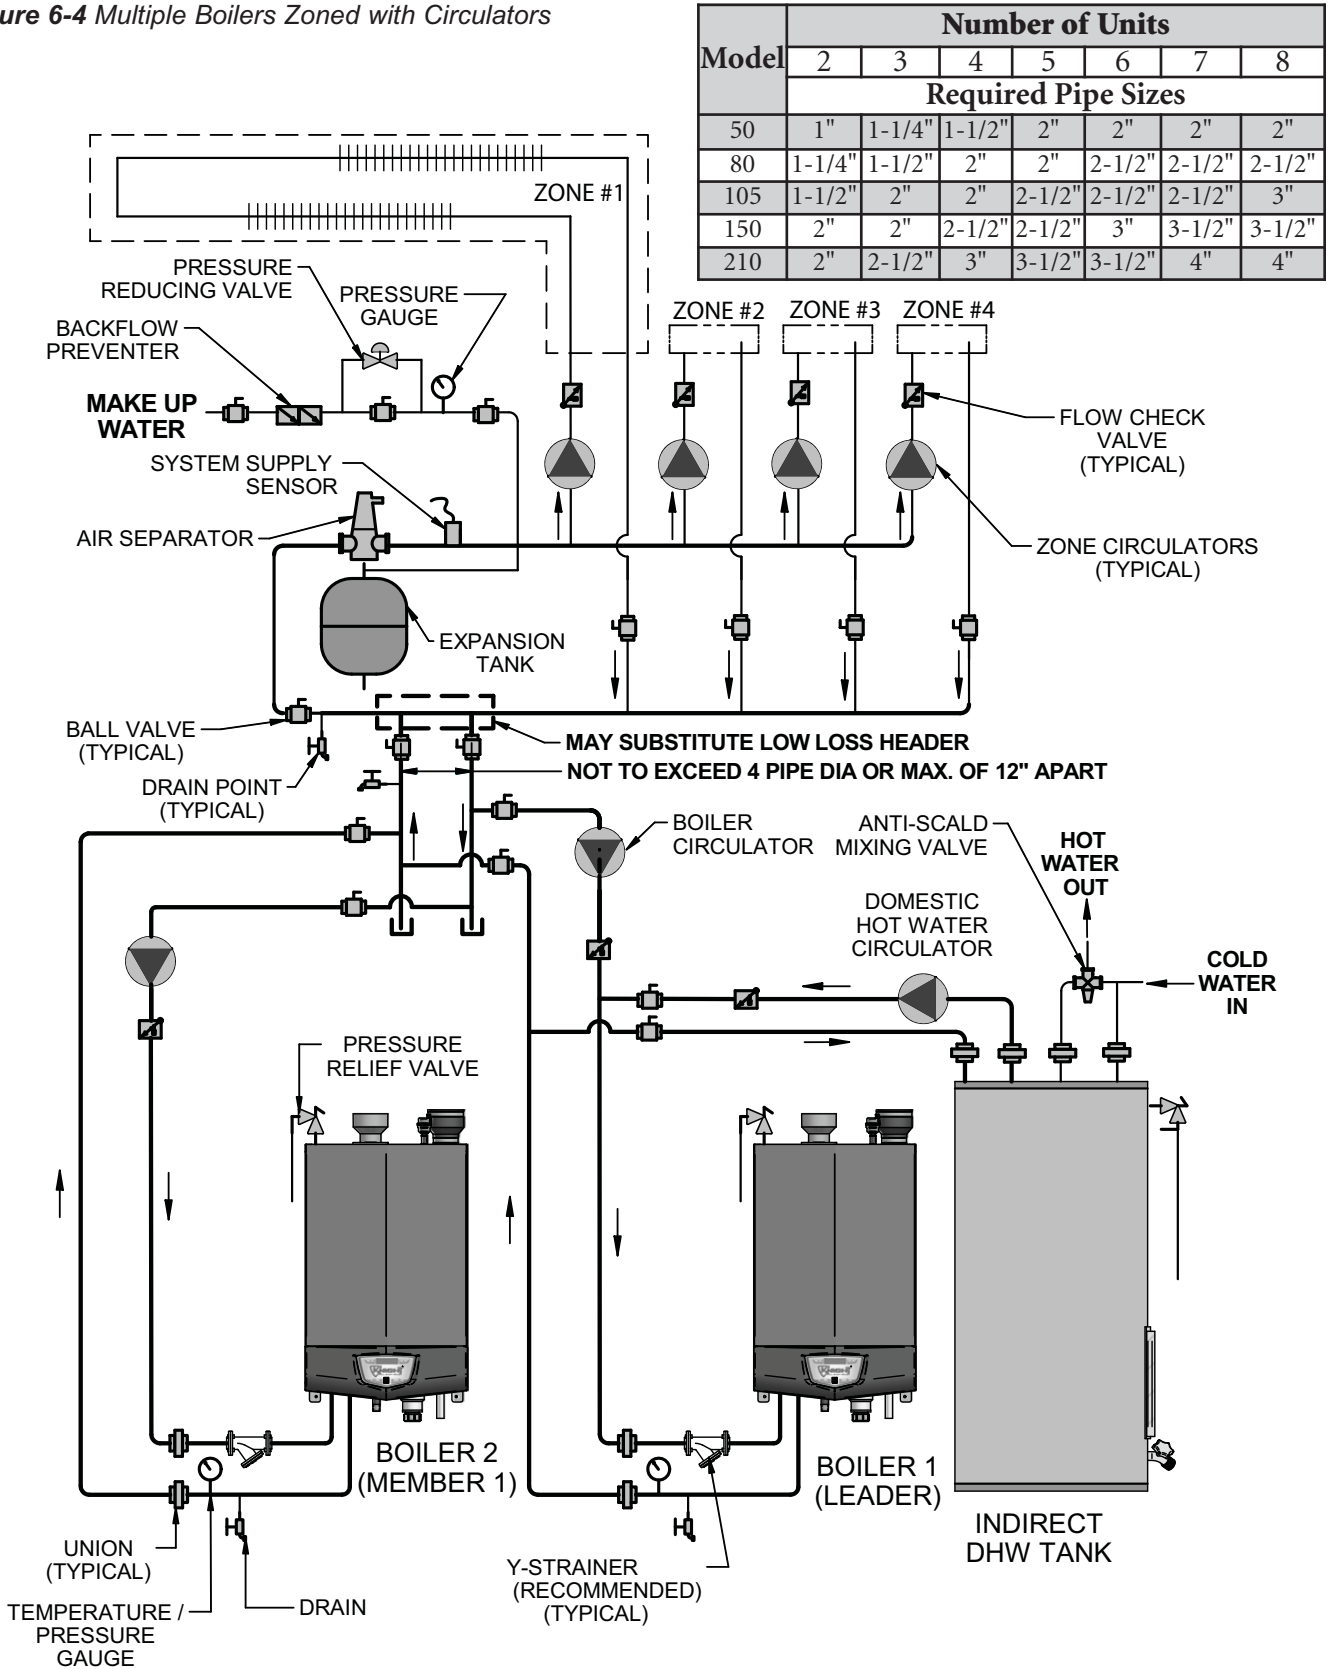 ure 6-4 Multiple Boilers Zoned with Circulators
Model
Number of Units
2 3 4 5 6 7 8
Required Pipe Sizes
50 1" 1-1/4" 1-1/2" 2" 2" 2" 2"
80 1-1/4" 1-1/2" 2" 2" 2-1/2" 2-1/2" 2-1/2"
105 1-1/2" 2" 2" 2-1/2" 2-1/2" 2-1/2" 3"
150 2" 2" 2-1/2" 2-1/2" 3" 3-1/2" 3-1/2"
210 2" 2-1/2" 3" 3-1/2" 3-1/2" 4" 4"
ZONE #1
PRESSURE
REDUCING VALVE
PRESSURE
GAUGE
ZONE #2
ZONE #3
ZONE #4
BACKFLOW
PREVENTER
MAKE UP
WATER
FLOW CHECK
VALVE
(TYPICAL)
SYSTEM SUPPLY
SENSOR
AIR SEPARATOR
ZONE CIRCULATORS
(TYPICAL)
EXPANSION
TANK
BALL VALVE
(TYPICAL)
MAY SUBSTITUTE LOW LOSS HEADER
NOT TO EXCEED 4 PIPE DIA OR MAX. OF 12" APART
DRAIN POINT
(TYPICAL)
BOILER
CIRCULATOR
ANTI-SCALD
MIXING VALVE
HOT
WATER
OUT
DOMESTIC
HOT WATER
CIRCULATOR
COLD
WATER
IN
PRESSURE
RELIEF VALVE
BOILER 2
(MEMBER 1)
BOILER 1
(LEADER)
INDIRECT
DHW TANK
UNION
(TYPICAL)
TEMPERATURE /
PRESSURE
GAUGE
DRAIN
Y-STRAINER
(RECOMMENDED)
(TYPICAL)